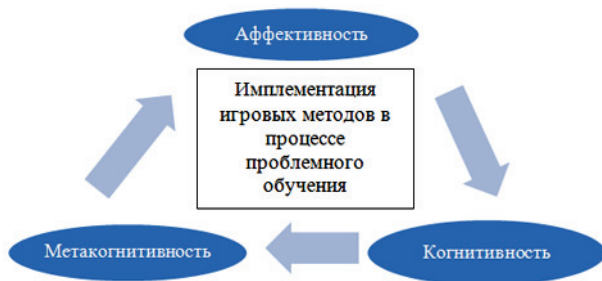 Аффективность
Имплементация
игровых методов в
процессе
проблемного
обучения
Метакогнитивность
Когнитивность